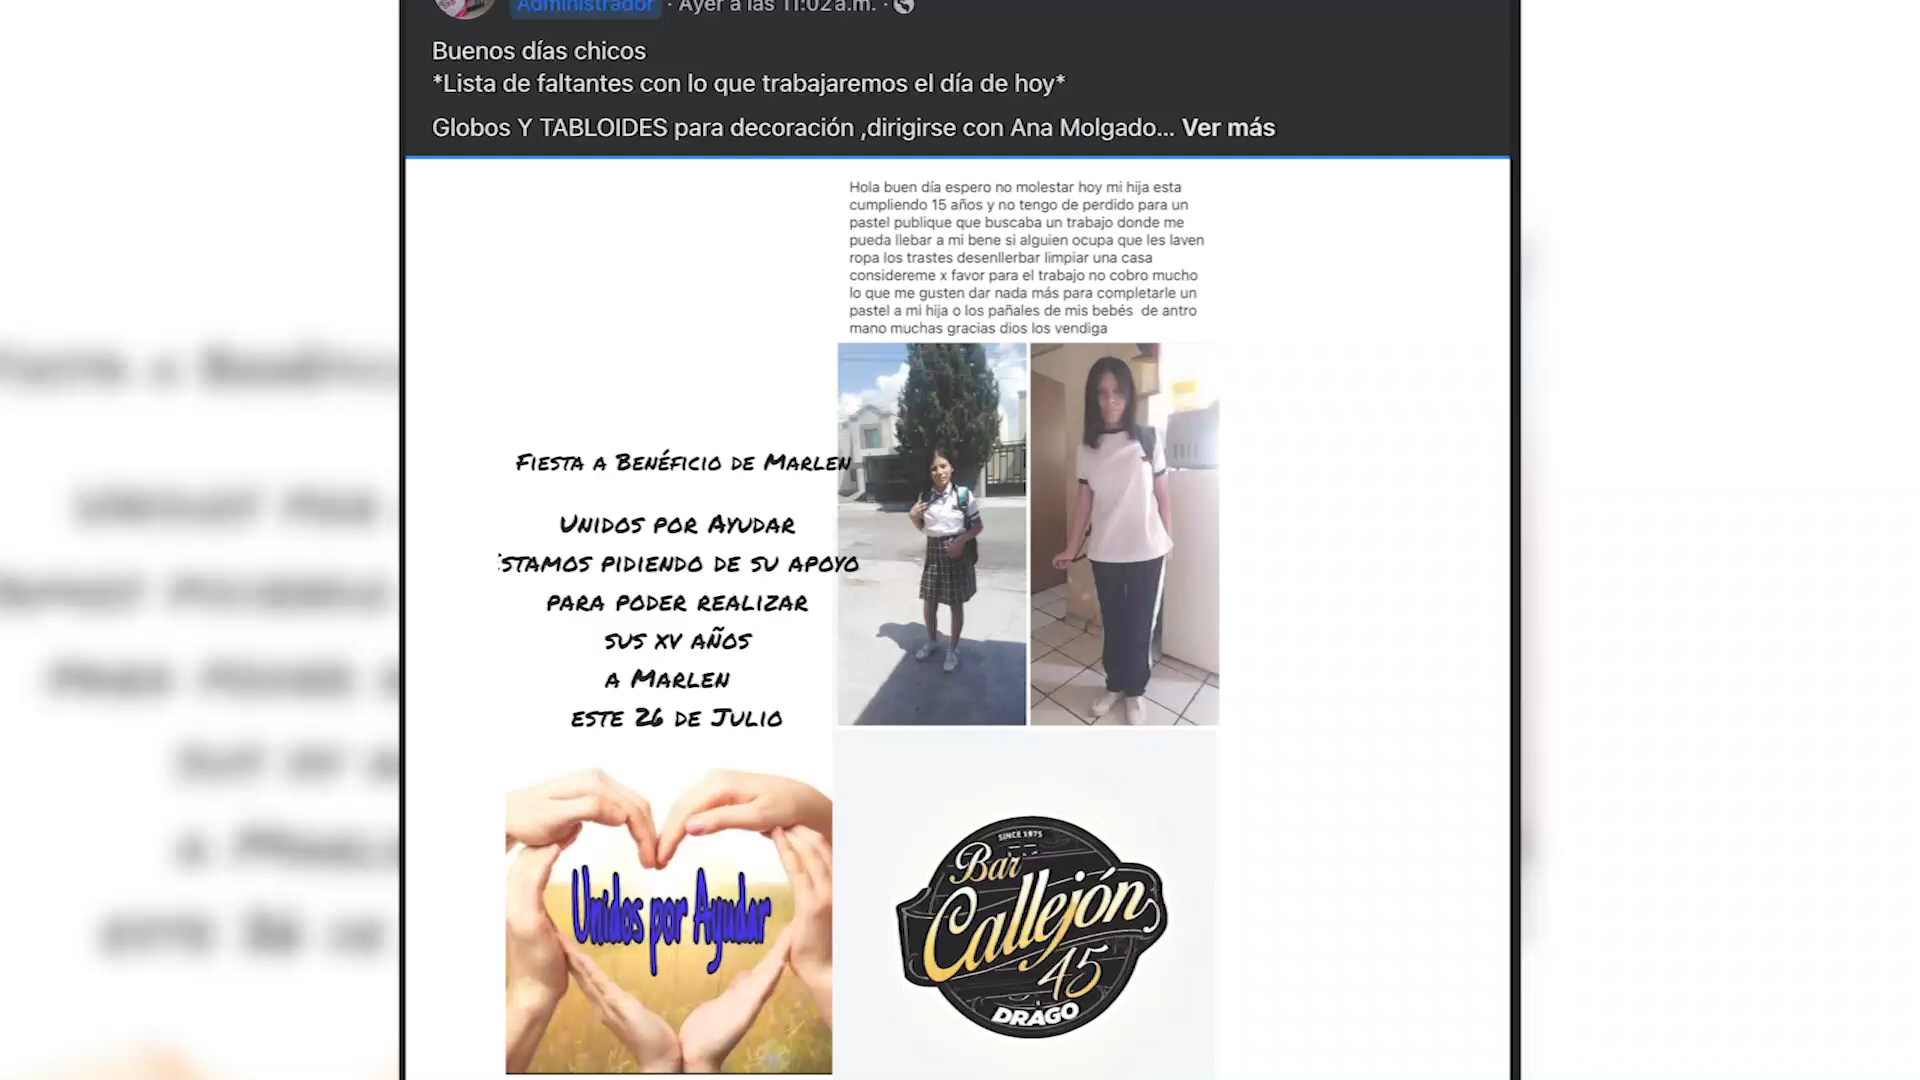 Administrador · Ayer a las 11:02 a.m. ·
Buenos días chicos
*Lista de faltantes con lo que trabajaremos el día de hoy*
Globos Y TABLOIDES para decoración ,dirigirse con Ana Molgado... Ver más
Hola buen día espero no molestar hoy mi hija esta
cumpliendo 15 años y no tengo de perdido para un
pastel publique que buscaba un trabajo donde me
pueda llebar a mi bene si alguien ocupa que les laven
ropa los trastes desenllerbar limpiar una casa
considereme x favor para el trabajo no cobro mucho
lo que me gusten dar nada más para completarle un
pastel a mi hija o los pañales de mis bebés de antro
mano muchas gracias dios los vendiga
Fiesta a Benéficio de Marlen
Unidos por Ayudar
stamos pidiendo de su apoyo
para poder realizar
sus xv años
a Marlen
este 26 de Julio
Unidos por Ayudar
SINCE 1975
Bar
Callejón
45
DRAGO